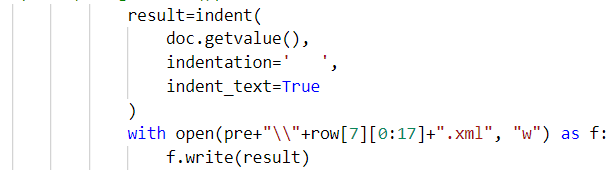 result=indent(
doc.getvalue(),
indentation='   ',
indent_text=True
)
with open(pre+"\\"+row[7][0:17]+".xml", "w") as f:
f.write(result)